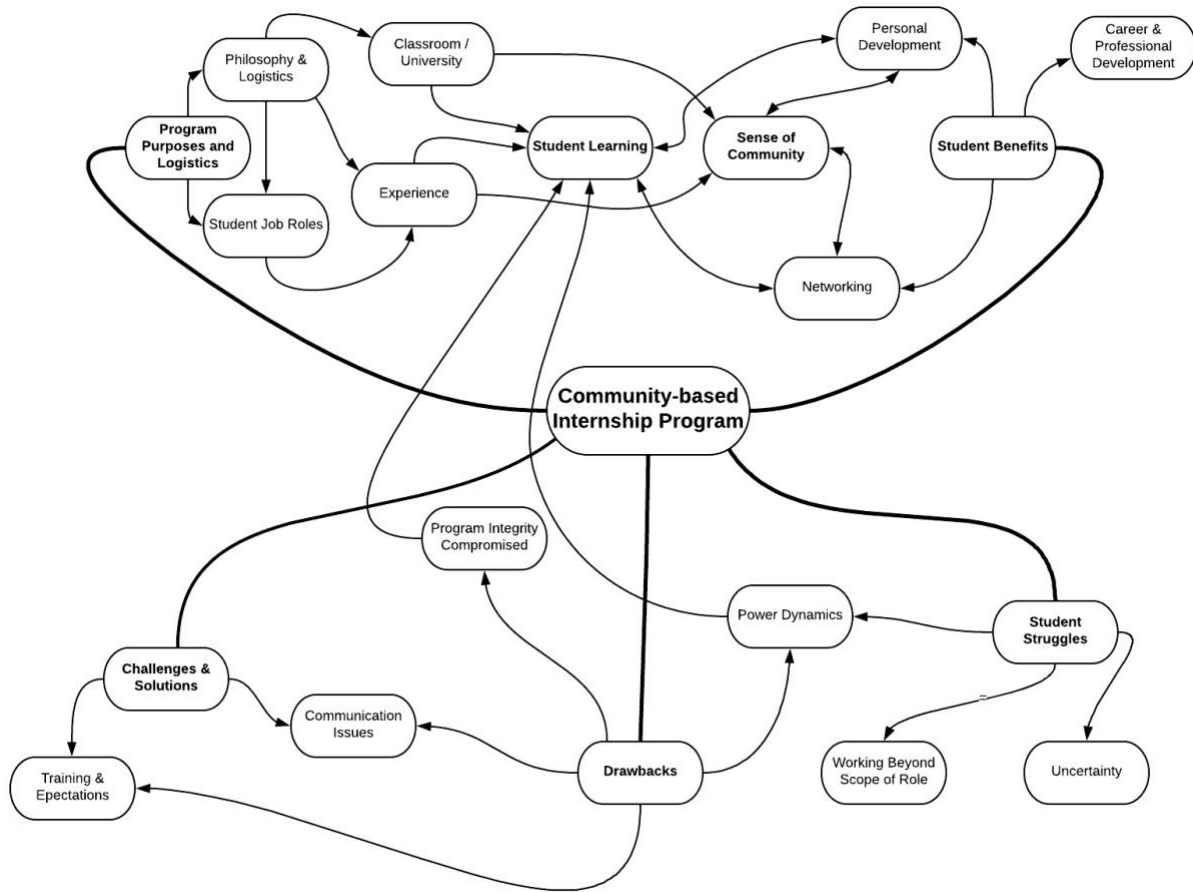 Philosophy &
Logistics
Classroom /
University
Personal
Development
Career &
Professional
Development
Program
Purposes and
Logistics
Student Learning
Sense of
Community
Student Benefits
Experience
Student Job Roles
Networking
Community-based
Internship Program
Program Integrity
Compromised
Power Dynamics
Student
Struggles
Challenges &
Solutions
Communication
Issues
Drawbacks
Working Beyond
Scope of Role
Uncertainty
Training &
Epectations
=